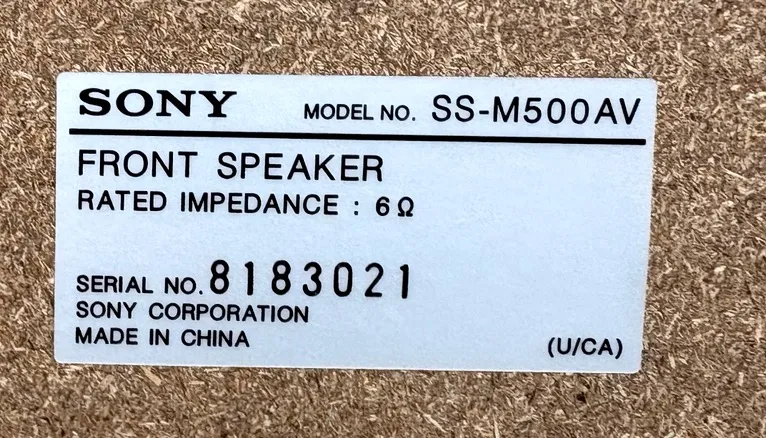 SONY MODEL NO. SS-M500AV
FRONT SPEAKER
RATED IMPEDANCE : 6Ω
SERIAL NO. 8183021
SONY CORPORATION
MADE IN CHINA (U/CA)